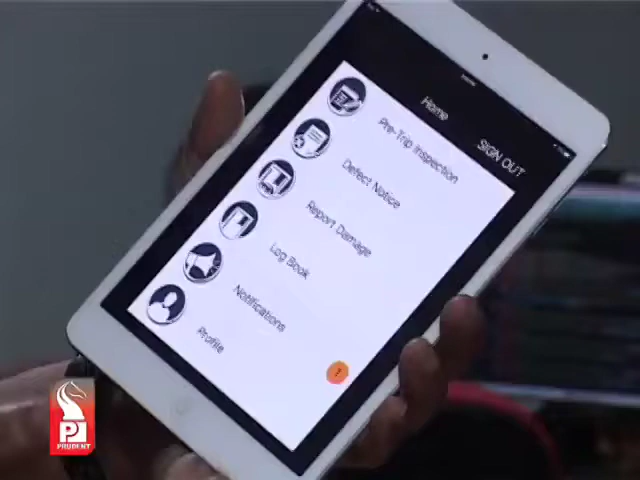 Home
SIGN OUT
Pre-Trip Inspection
Defect Notice
Report Damage
Log Book
Notifications
Profile
PRUDENT